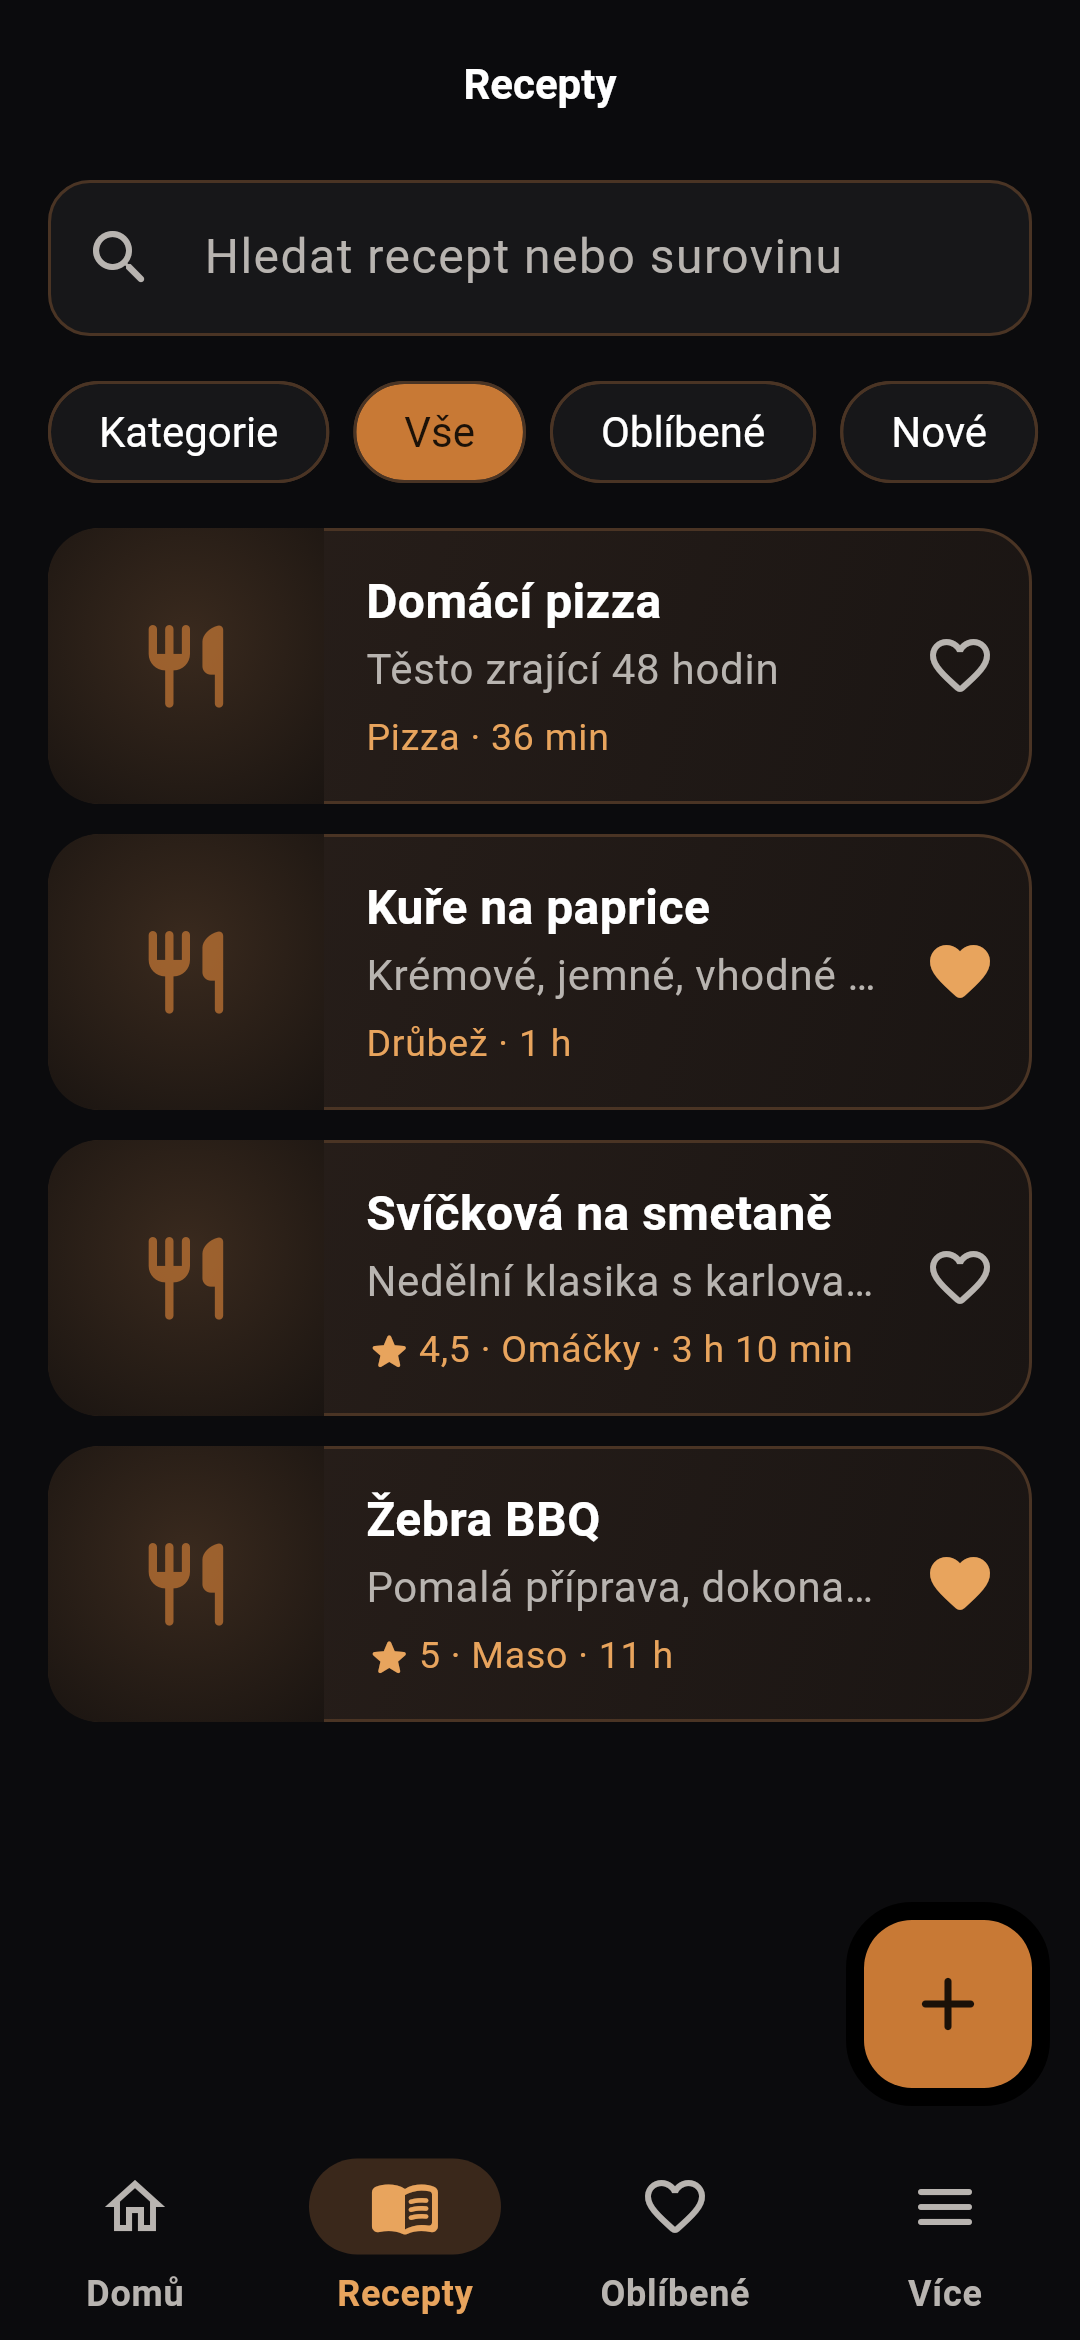 Recepty
Hledat recept nebo surovinu
Kategorie
Vše
Oblíbené
Nové
Domácí pizza
Těsto zrající 48 hodin
Pizza · 36 min
Kuře na paprice
Krémové, jemné, vhodné ...
Drůbež · 1 h
Svíčková na smetaně
Nedělní klasika s karlova...
4,5 · Omáčky · 3 h 10 min
Žebra BBQ
Pomalá příprava, dokona...
5 · Maso · 11 h
Domů
Recepty
Oblíbené
Více